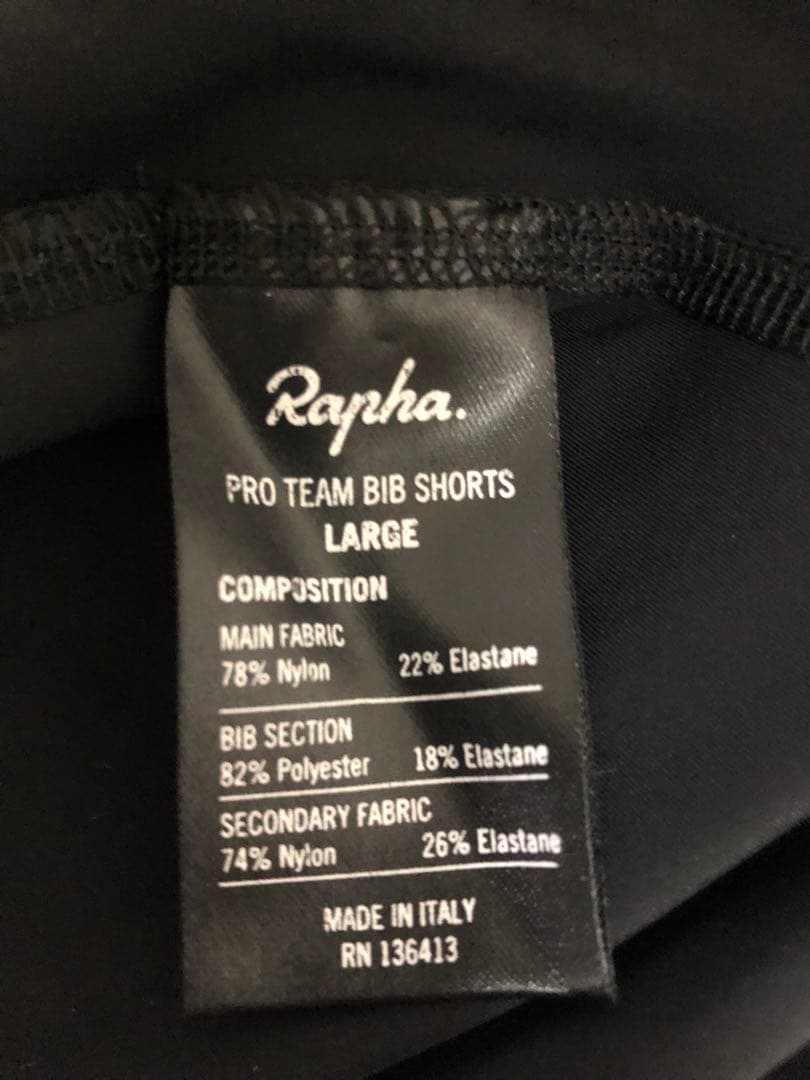 Rapha.
PRO TEAM BIB SHORTS
LARGE
COMPOSITION
MAIN FABRIC
78% Nylon 22% Elastane
BIB SECTION
82% Polyester 18% Elastane
SECONDARY FABRIC
74% Nylon 26% Elastane
MADE IN ITALY
RN 136413